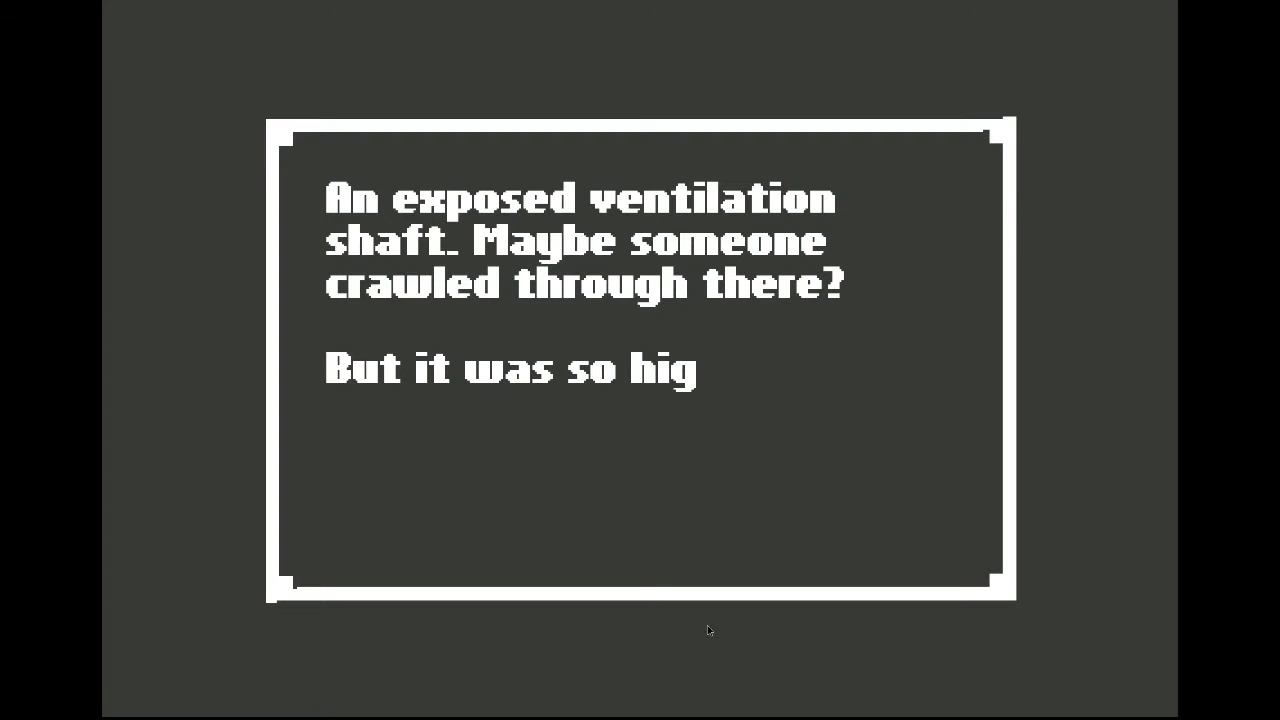 An exposed ventilation
shaft. Maybe someone
crawled through there?
But it was so hig